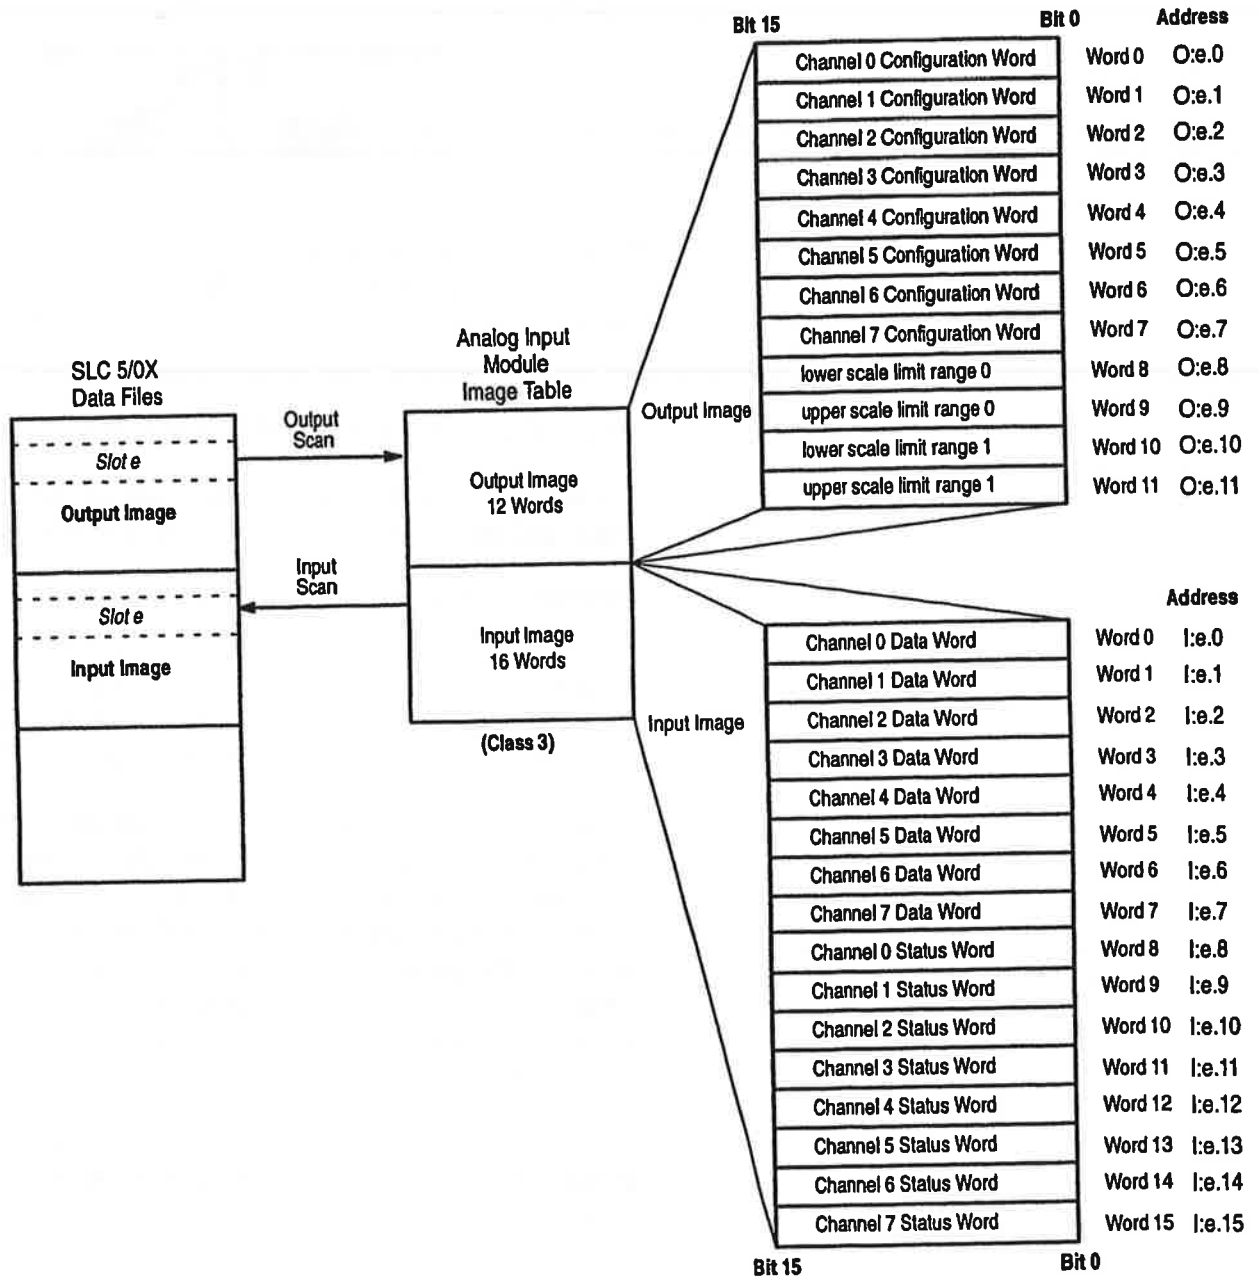 Bit 15 Bit 0 Address
Channel 0 Configuration Word Word 0 O:e.0
Channel 1 Configuration Word Word 1 O:e.1
Channel 2 Configuration Word Word 2 O:e.2
Channel 3 Configuration Word Word 3 O:e.3
Channel 4 Configuration Word Word 4 O:e.4
Channel 5 Configuration Word Word 5 O:e.5
Channel 6 Configuration Word Word 6 O:e.6
Channel 7 Configuration Word Word 7 O:e.7
lower scale limit range 0 Word 8 O:e.8
upper scale limit range 0 Word 9 O:e.9
lower scale limit range 1 Word 10 O:e.10
upper scale limit range 1 Word 11 O:e.11
SLC 5/0X
Data Files
Slot e
Output Image
Slot e
Input Image
Output
Scan
Input
Scan
Analog Input
Module
Image Table
Output Image
12 Words
Input Image
16 Words
(Class 3)
Output Image
Input Image
Address
Channel 0 Data Word Word 0 I:e.0
Channel 1 Data Word Word 1 I:e.1
Channel 2 Data Word Word 2 I:e.2
Channel 3 Data Word Word 3 I:e.3
Channel 4 Data Word Word 4 I:e.4
Channel 5 Data Word Word 5 I:e.5
Channel 6 Data Word Word 6 I:e.6
Channel 7 Data Word Word 7 I:e.7
Channel 0 Status Word Word 8 I:e.8
Channel 1 Status Word Word 9 I:e.9
Channel 2 Status Word Word 10 I:e.10
Channel 3 Status Word Word 11 I:e.11
Channel 4 Status Word Word 12 I:e.12
Channel 5 Status Word Word 13 I:e.13
Channel 6 Status Word Word 14 I:e.14
Channel 7 Status Word Word 15 I:e.15
Bit 15 Bit 0